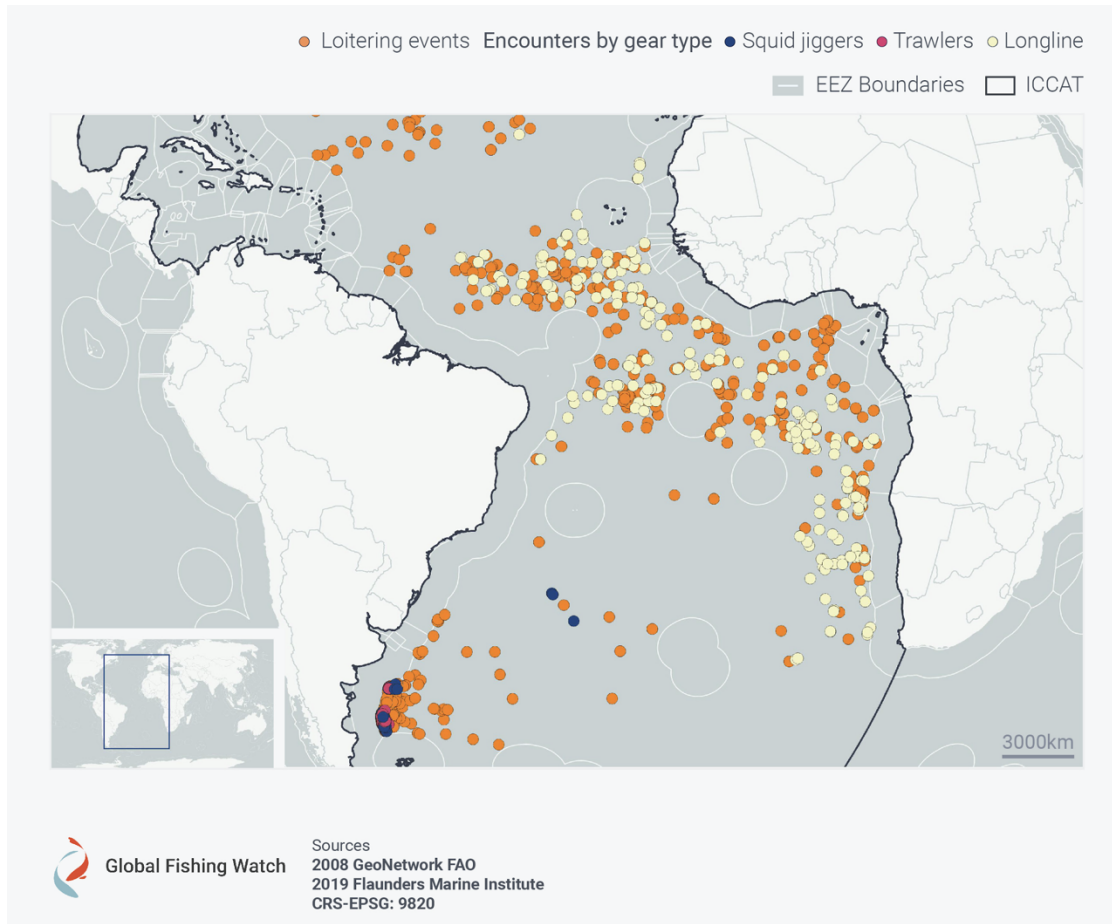 Loitering events Encounters by gear type Squid jiggers Trawlers Longline
EEZ Boundaries ICCAT
3000km
Global Fishing Watch
Sources
2008 GeoNetwork FAO
2019 Flaunders Marine Institute
CRS-EPSG: 9820